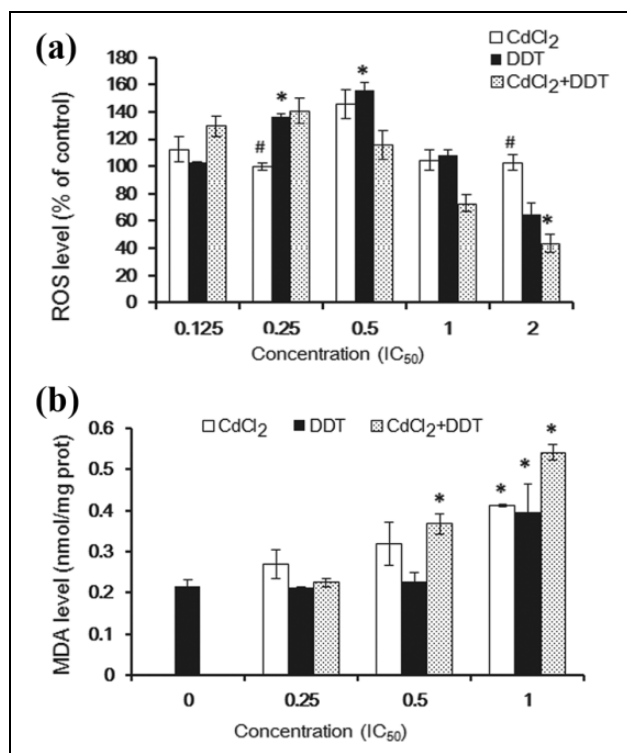 (a)
CdCl₂
DDT
CdCl₂+DDT
ROS level (% of control)
180
160
140
120
100
80
60
40
20
0
#
*
*
#
*
0.125 0.25 0.5 1 2
Concentration (IC₅₀)
(b)
CdCl₂ DDT CdCl₂+DDT
MDA level (nmol/mg prot)
0.6
0.5
0.4
0.3
0.2
0.1
0
*
*
*
*
0 0.25 0.5 1
Concentration (IC₅₀)